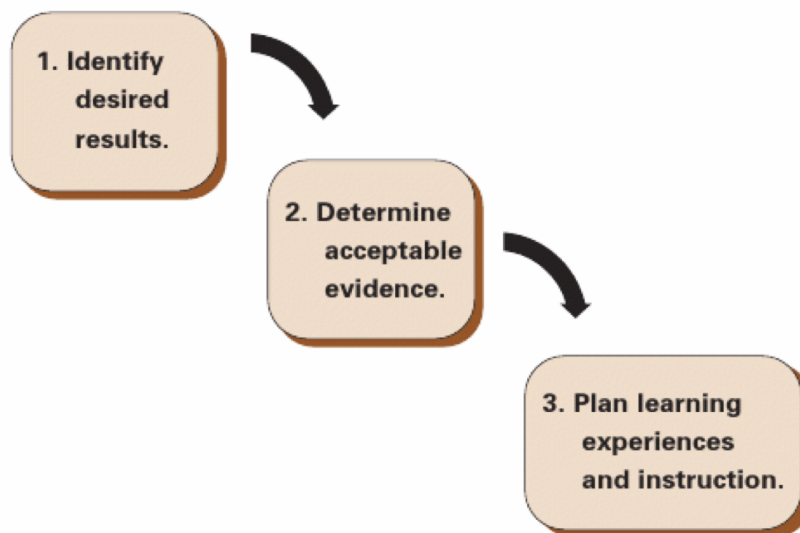 1. Identify
desired
results.
2. Determine
acceptable
evidence.
3. Plan learning
experiences
and instruction.